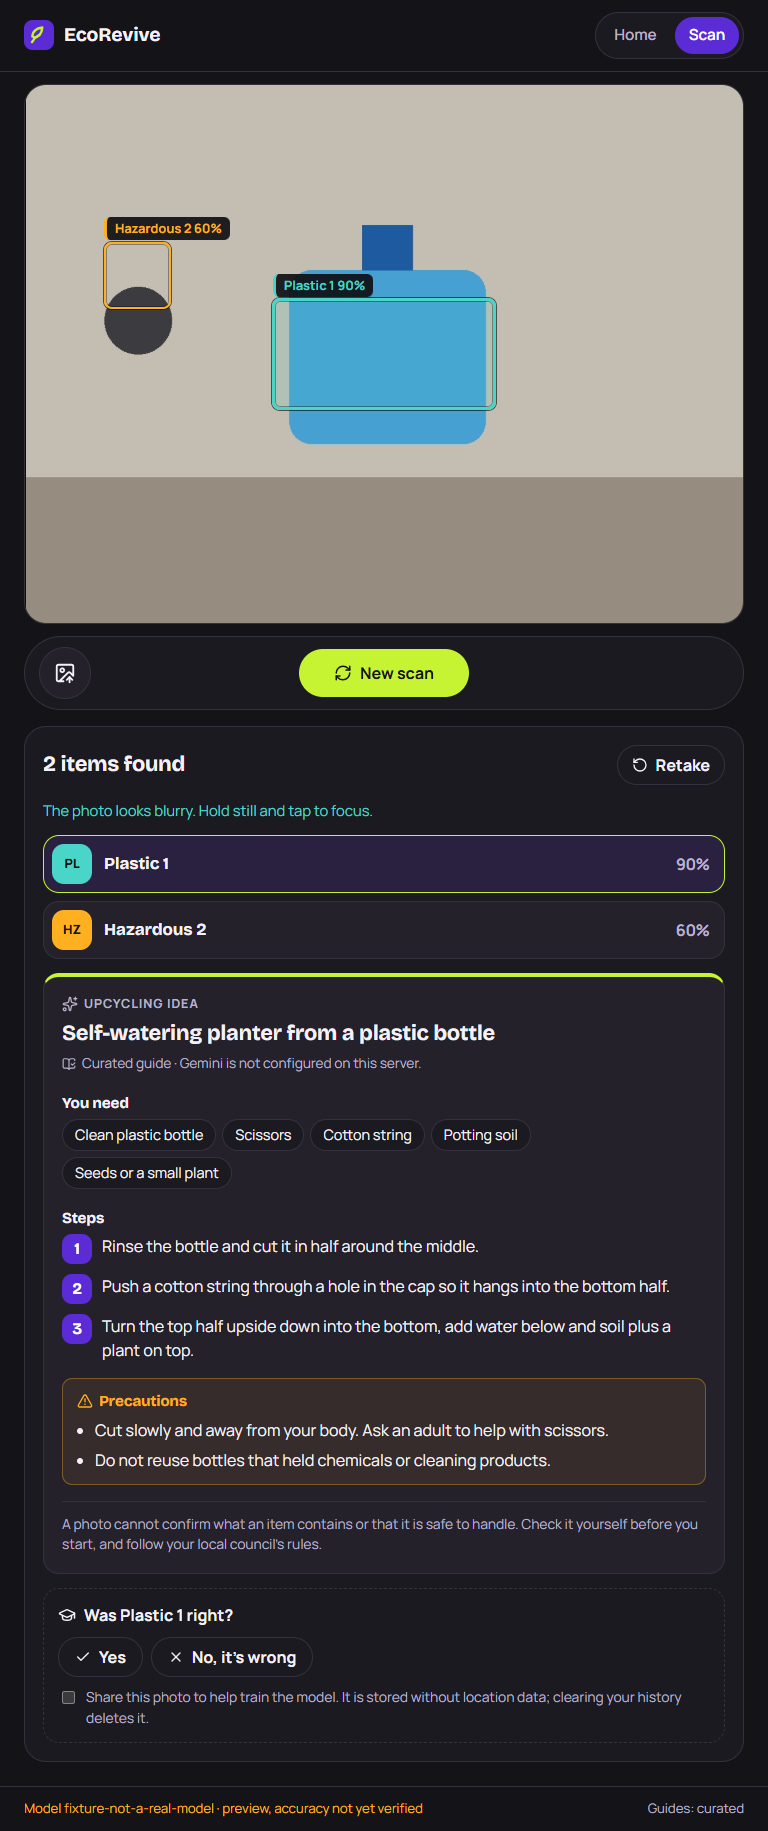 EcoRevive
Home
Scan
Hazardous 2 60%
Plastic 1 90%
New scan
2 items found
Retake
The photo looks blurry. Hold still and tap to focus.
PL
Plastic 1
90%
HZ
Hazardous 2
60%
UPCYCLING IDEA
Self-watering planter from a plastic bottle
Curated guide · Gemini is not configured on this server.
You need
Clean plastic bottle
Scissors
Cotton string
Potting soil
Seeds or a small plant
Steps
1 Rinse the bottle and cut it in half around the middle.
2 Push a cotton string through a hole in the cap so it hangs into the bottom half.
3 Turn the top half upside down into the bottom, add water below and soil plus a
plant on top.
Precautions
• Cut slowly and away from your body. Ask an adult to help with scissors.
• Do not reuse bottles that held chemicals or cleaning products.
A photo cannot confirm what an item contains or that it is safe to handle. Check it yourself before you
start, and follow your local council's rules.
Was Plastic 1 right?
Yes
No, it's wrong
Share this photo to help train the model. It is stored without location data; clearing your history
deletes it.
Model fixture-not-a-real-model · preview, accuracy not yet verified
Guides: curated